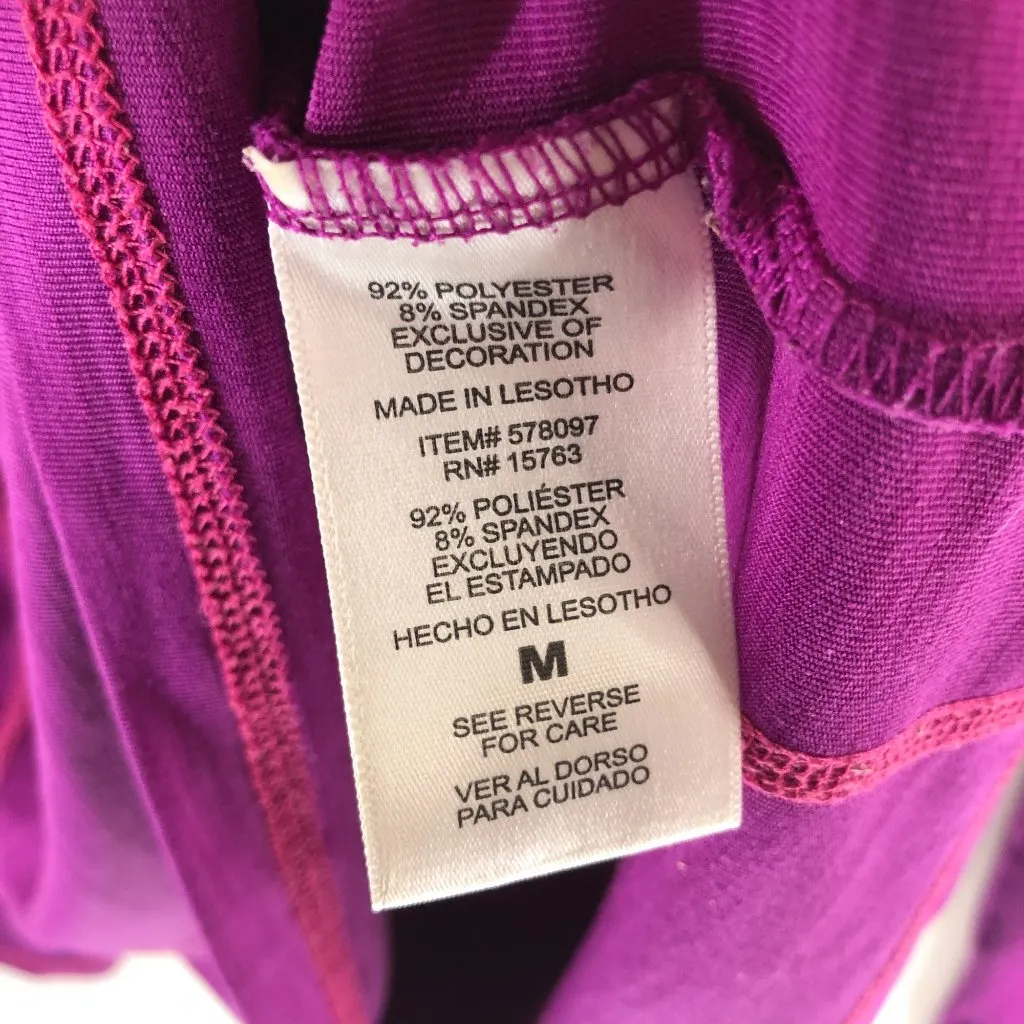 92% POLYESTER
8% SPANDEX
EXCLUSIVE OF
DECORATION
MADE IN LESOTHO
ITEM# 578097
RN# 15763
92% POLIÉSTER
8% SPANDEX
EXCLUYENDO
EL ESTAMPADO
HECHO EN LESOTHO
M
SEE REVERSE
FOR CARE
VER AL DORSO
PARA CUIDADO